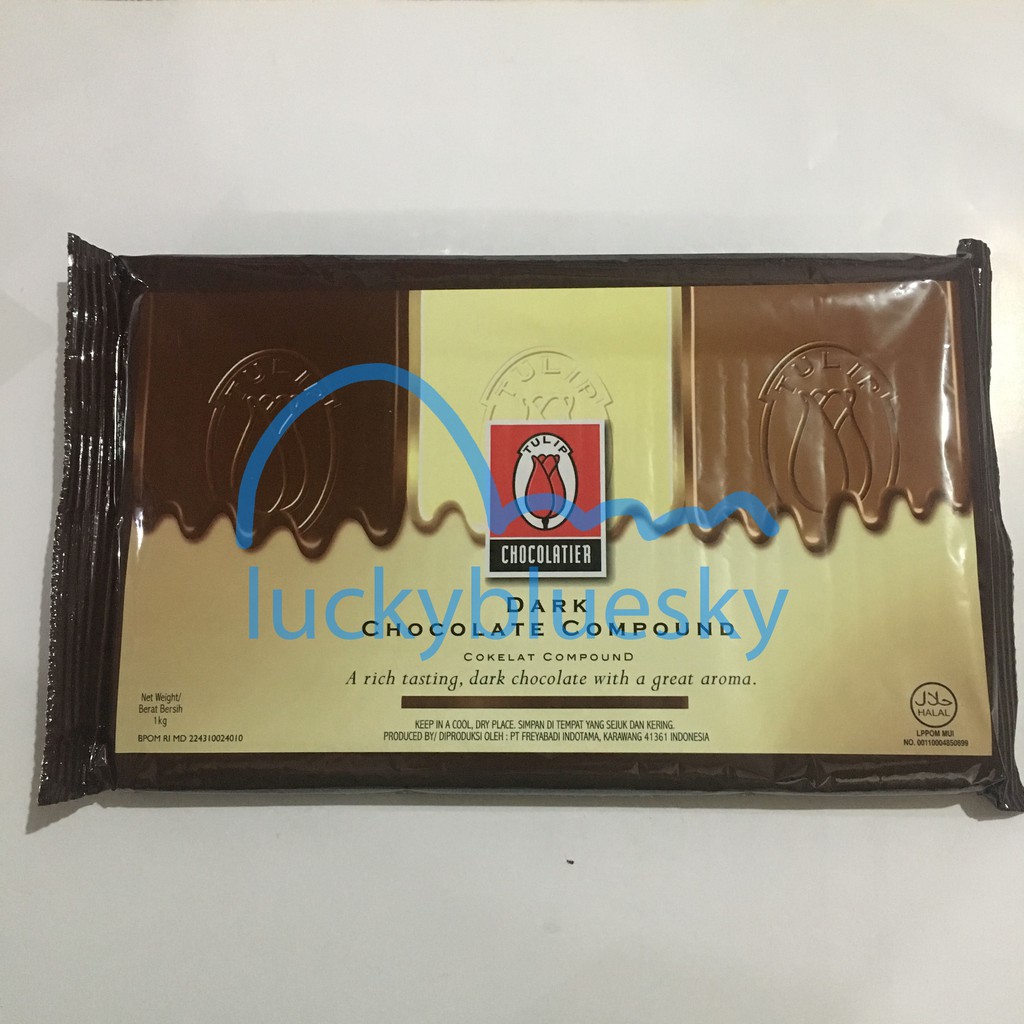 TULIP
TULIP
TULIP
TULIP
CHOCOLATIER
luckybluesky
DARK
CHOCOLATE COMPOUND
COKELAT COMPOUND
A rich tasting, dark chocolate with a great aroma.
Net Weight/
Berat Bersih
1kg
BPOM RI MD 224310024010
KEEP IN A COOL, DRY PLACE. SIMPAN DI TEMPAT YANG SEJUK DAN KERING.
PRODUCED BY/ DIPRODUKSI OLEH : PT FREYABADI INDOTAMA, KARAWANG 41361 INDONESIA
حلال
HALAL
LPPOM MUI
NO. 00110004850899